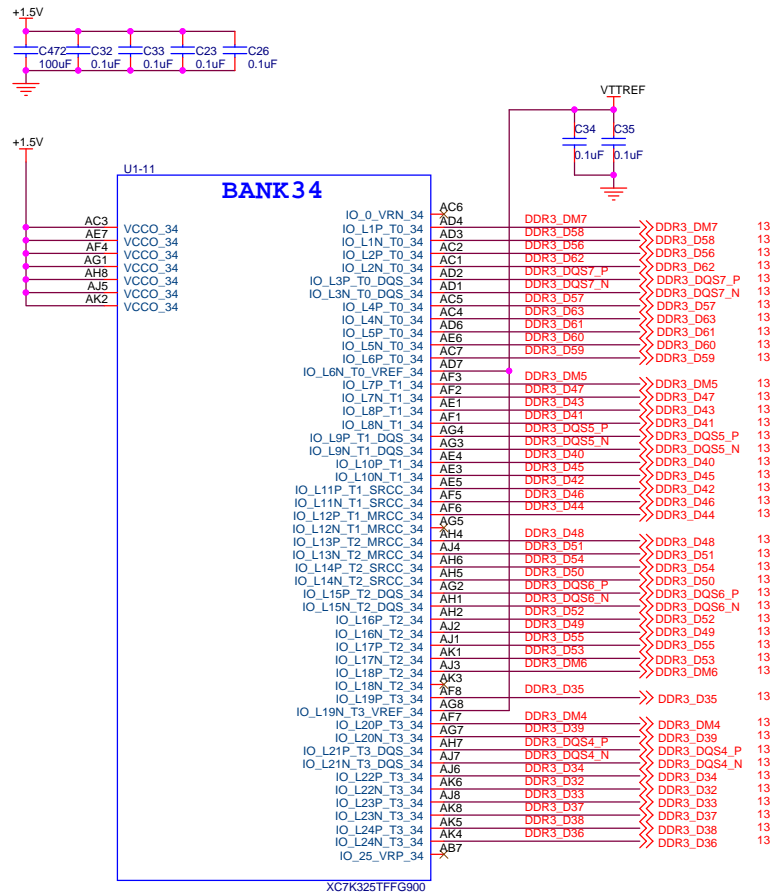 +1.5V
C472 C32 C33 C23 C26
100uF 0.1uF 0.1uF 0.1uF 0.1uF
VTTREF
C34 C35
0.1uF 0.1uF
+1.5V
U1-11
BANK34
AC3 VCCO_34
AE7 VCCO_34
AF4 VCCO_34
AG1 VCCO_34
AH8 VCCO_34
AJ5 VCCO_34
AK2 VCCO_34
IO_0_VRN_34 AC6
IO_L1P_T0_34 AD4 DDR3_DM7 DDR3_DM7 13
IO_L1N_T0_34 AD3 DDR3_D58 DDR3_D58 13
IO_L2P_T0_34 AC2 DDR3_D56 DDR3_D56 13
IO_L2N_T0_34 AC1 DDR3_D62 DDR3_D62 13
IO_L3P_T0_DQS_34 AD2 DDR3_DQS7_P DDR3_DQS7_P 13
IO_L3N_T0_DQS_34 AD1 DDR3_DQS7_N DDR3_DQS7_N 13
IO_L4P_T0_34 AC5 DDR3_D57 DDR3_D57 13
IO_L4N_T0_34 AC4 DDR3_D63 DDR3_D63 13
IO_L5P_T0_34 AD6 DDR3_D61 DDR3_D61 13
IO_L5N_T0_34 AE6 DDR3_D60 DDR3_D60 13
IO_L6P_T0_34 AC7 DDR3_D59 DDR3_D59 13
IO_L6N_T0_VREF_34 AD7
IO_L7P_T1_34 AF3 DDR3_DM5 DDR3_DM5 13
IO_L7N_T1_34 AF2 DDR3_D47 DDR3_D47 13
IO_L8P_T1_34 AE1 DDR3_D43 DDR3_D43 13
IO_L8N_T1_34 AF1 DDR3_D41 DDR3_D41 13
IO_L9P_T1_DQS_34 AG4 DDR3_DQS5_P DDR3_DQS5_P 13
IO_L9N_T1_DQS_34 AG3 DDR3_DQS5_N DDR3_DQS5_N 13
IO_L10P_T1_34 AE4 DDR3_D40 DDR3_D40 13
IO_L10N_T1_34 AE3 DDR3_D45 DDR3_D45 13
IO_L11P_T1_SRCC_34 AE5 DDR3_D42 DDR3_D42 13
IO_L11N_T1_SRCC_34 AF5 DDR3_D46 DDR3_D46 13
IO_L12P_T1_MRCC_34 AF6 DDR3_D44 DDR3_D44 13
IO_L12N_T1_MRCC_34 AG5
IO_L13P_T2_MRCC_34 AH4 DDR3_D48 DDR3_D48 13
IO_L13N_T2_MRCC_34 AJ4 DDR3_D51 DDR3_D51 13
IO_L14P_T2_SRCC_34 AH6 DDR3_D54 DDR3_D54 13
IO_L14N_T2_SRCC_34 AH5 DDR3_D50 DDR3_D50 13
IO_L15P_T2_DQS_34 AG2 DDR3_DQS6_P DDR3_DQS6_P 13
IO_L15N_T2_DQS_34 AH1 DDR3_DQS6_N DDR3_DQS6_N 13
IO_L16P_T2_34 AH2 DDR3_D52 DDR3_D52 13
IO_L16N_T2_34 AJ2 DDR3_D49 DDR3_D49 13
IO_L17P_T2_34 AJ1 DDR3_D55 DDR3_D55 13
IO_L17N_T2_34 AK1 DDR3_D53 DDR3_D53 13
IO_L18P_T2_34 AJ3 DDR3_DM6 DDR3_DM6 13
IO_L18N_T2_34 AK3
IO_L19P_T3_34 AF8 DDR3_D35 DDR3_D35 13
IO_L19N_T3_VREF_34 AG8
IO_L20P_T3_34 AF7 DDR3_DM4 DDR3_DM4 13
IO_L20N_T3_34 AG7 DDR3_D39 DDR3_D39 13
IO_L21P_T3_DQS_34 AH7 DDR3_DQS4_P DDR3_DQS4_P 13
IO_L21N_T3_DQS_34 AJ7 DDR3_DQS4_N DDR3_DQS4_N 13
IO_L22P_T3_34 AJ6 DDR3_D34 DDR3_D34 13
IO_L22N_T3_34 AK6 DDR3_D32 DDR3_D32 13
IO_L23P_T3_34 AJ8 DDR3_D33 DDR3_D33 13
IO_L23N_T3_34 AK8 DDR3_D37 DDR3_D37 13
IO_L24P_T3_34 AK5 DDR3_D38 DDR3_D38 13
IO_L24N_T3_34 AK4 DDR3_D36 DDR3_D36 13
IO_25_VRP_34 AB7
XC7K325TFFG900